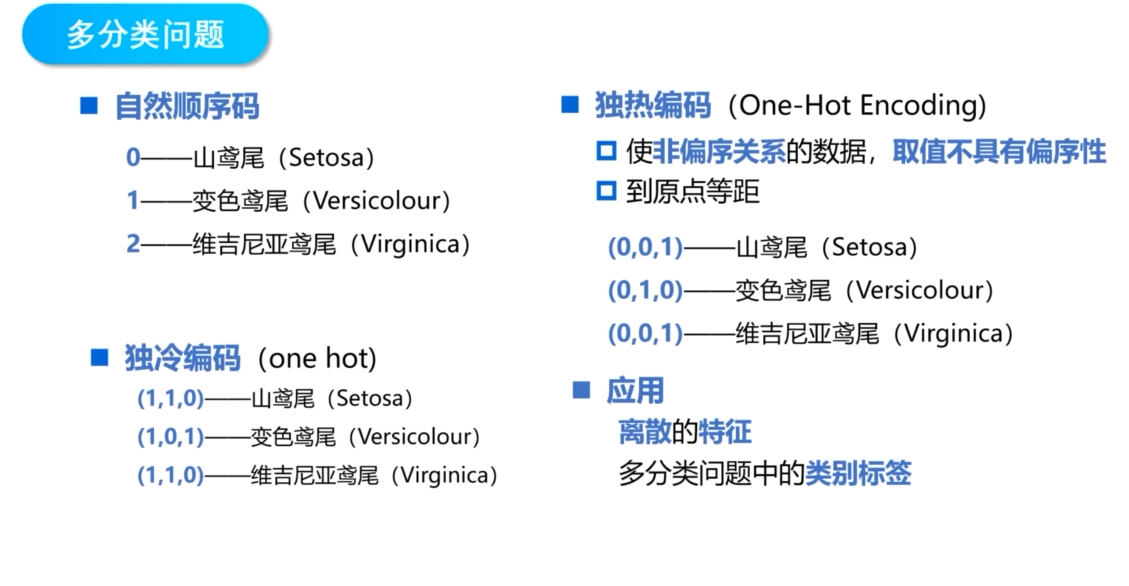 多分类问题
■ 自然顺序码
0——山鸢尾（Setosa）
1——变色鸢尾（Versicolour）
2——维吉尼亚鸢尾（Virginica）
■ 独冷编码（one hot)
(1,1,0)——山鸢尾（Setosa）
(1,0,1)——变色鸢尾（Versicolour）
(1,1,0)——维吉尼亚鸢尾（Virginica）
■ 独热编码（One-Hot Encoding)
使非偏序关系的数据，取值不具有偏序性
到原点等距
(0,0,1)——山鸢尾（Setosa）
(0,1,0)——变色鸢尾（Versicolour）
(0,0,1)——维吉尼亚鸢尾（Virginica）
■ 应用
离散的特征
多分类问题中的类别标签